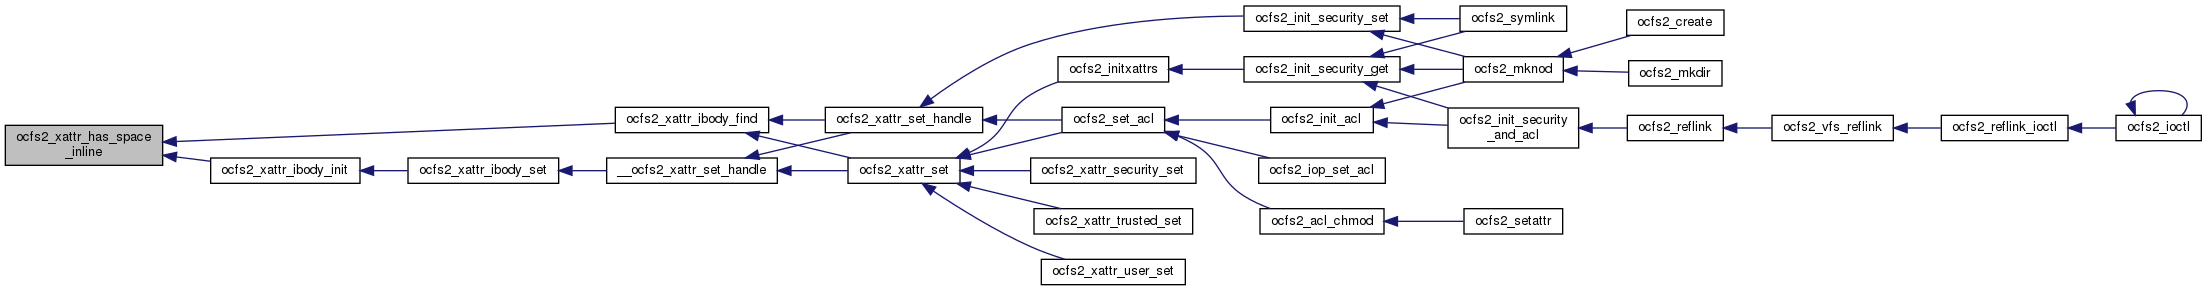 ocfs2_xattr_has_space
_inline
ocfs2_xattr_ibody_find
ocfs2_xattr_ibody_init
ocfs2_xattr_ibody_set
ocfs2_xattr_set_handle
__ocfs2_xattr_set_handle
ocfs2_xattr_set
ocfs2_init_security_set
ocfs2_initxattrs
ocfs2_init_security_get
ocfs2_set_acl
ocfs2_xattr_security_set
ocfs2_xattr_trusted_set
ocfs2_xattr_user_set
ocfs2_init_acl
ocfs2_iop_set_acl
ocfs2_acl_chmod
ocfs2_symlink
ocfs2_mknod
ocfs2_init_security
_and_acl
ocfs2_setattr
ocfs2_create
ocfs2_mkdir
ocfs2_reflink
ocfs2_vfs_reflink
ocfs2_reflink_ioctl
ocfs2_ioctl